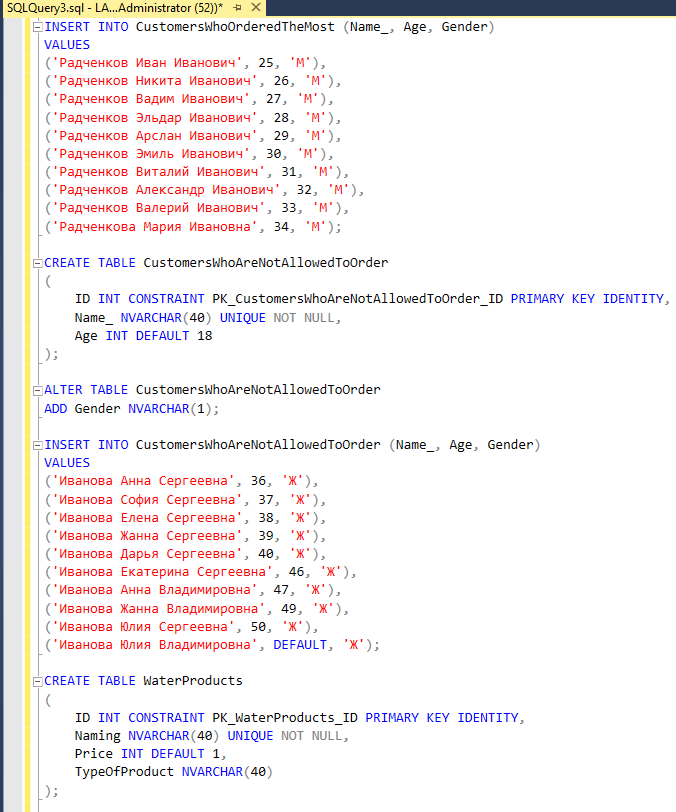 SQLQuery3.sql - LA...Administrator (52))*
INSERT INTO CustomersWhoOrderedTheMost (Name_, Age, Gender)
VALUES
('Радченков Иван Иванович', 25, 'М'),
('Радченков Никита Иванович', 26, 'М'),
('Радченков Вадим Иванович', 27, 'М'),
('Радченков Эльдар Иванович', 28, 'М'),
('Радченков Арслан Иванович', 29, 'М'),
('Радченков Эмиль Иванович', 30, 'М'),
('Радченков Виталий Иванович', 31, 'М'),
('Радченков Александр Иванович', 32, 'М'),
('Радченков Валерий Иванович', 33, 'М'),
('Радченкова Мария Ивановна', 34, 'М');
CREATE TABLE CustomersWhoAreNotAllowedToOrder
(
ID INT CONSTRAINT PK_CustomersWhoAreNotAllowedToOrder_ID PRIMARY KEY IDENTITY,
Name_ NVARCHAR(40) UNIQUE NOT NULL,
Age INT DEFAULT 18
);
ALTER TABLE CustomersWhoAreNotAllowedToOrder
ADD Gender NVARCHAR(1);
INSERT INTO CustomersWhoAreNotAllowedToOrder (Name_, Age, Gender)
VALUES
('Иванова Анна Сергеевна', 36, 'Ж'),
('Иванова София Сергеевна', 37, 'Ж'),
('Иванова Елена Сергеевна', 38, 'Ж'),
('Иванова Жанна Сергеевна', 39, 'Ж'),
('Иванова Дарья Сергеевна', 40, 'Ж'),
('Иванова Екатерина Сергеевна', 46, 'Ж'),
('Иванова Анна Владимировна', 47, 'Ж'),
('Иванова Жанна Владимировна', 49, 'Ж'),
('Иванова Юлия Сергеевна', 50, 'Ж'),
('Иванова Юлия Владимировна', DEFAULT, 'Ж');
CREATE TABLE WaterProducts
(
ID INT CONSTRAINT PK_WaterProducts_ID PRIMARY KEY IDENTITY,
Naming NVARCHAR(40) UNIQUE NOT NULL,
Price INT DEFAULT 1,
TypeOfProduct NVARCHAR(40)
);